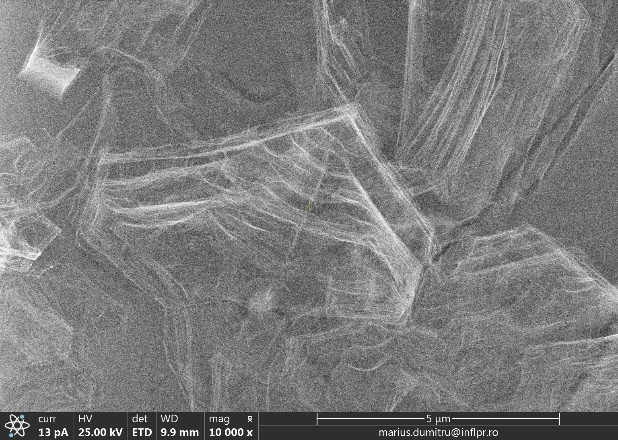 curr HV det WD mag 5 µm
13 pA 25.00 kV ETD 9.9 mm 10 000 x marius.dumitru@inflpr.ro